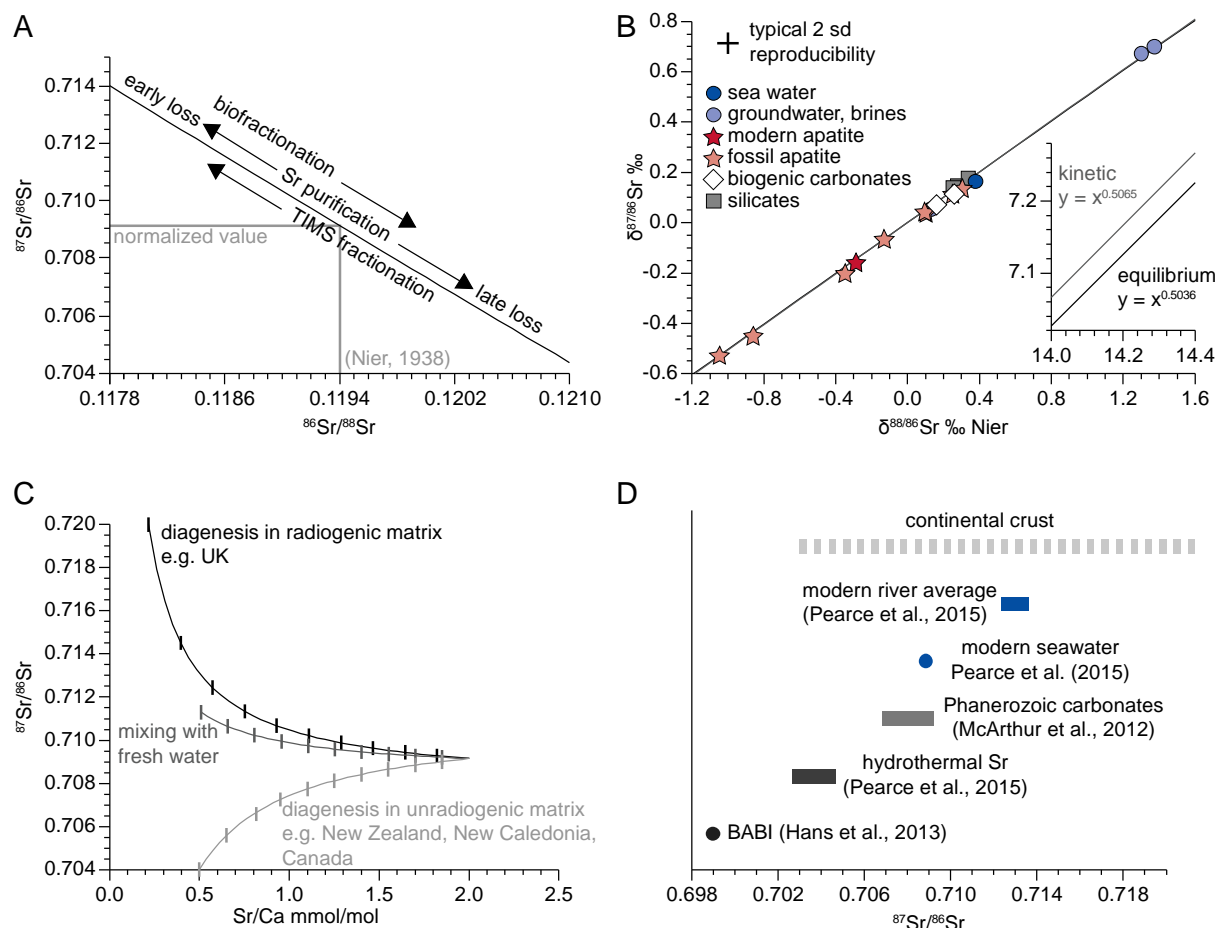 A
0.714
0.712
0.710
0.708
0.706
0.704
87Sr/86Sr
early loss
biofractionation
Sr purification
TIMS fractionation
late loss
normalized value
(Nier, 1938)
0.1178
0.1186
0.1194
0.1202
0.1210
86Sr/88Sr
B
0.8
0.6
0.4
0.2
0.0
-0.2
-0.4
-0.6
δ87/86Sr ‰
typical 2 sd
reproducibility
sea water
groundwater, brines
modern apatite
fossil apatite
biogenic carbonates
silicates
kinetic
y = x0.5065
7.2
7.1
equilibrium
y = x0.5036
14.0
14.2
14.4
-1.2
-0.8
-0.4
0.0
0.4
0.8
1.2
1.6
δ88/86Sr ‰ Nier
C
0.720
0.718
0.716
0.714
0.712
0.710
0.708
0.706
0.704
87Sr/86Sr
diagenesis in radiogenic matrix
e.g. UK
mixing with
fresh water
diagenesis in unradiogenic matrix
e.g. New Zealand, New Caledonia,
Canada
0.0
0.5
1.0
1.5
2.0
2.5
Sr/Ca mmol/mol
D
continental crust
modern river average
(Pearce et al., 2015)
modern seawater
Pearce et al. (2015)
Phanerozoic carbonates
(McArthur et al., 2012)
hydrothermal Sr
(Pearce et al., 2015)
BABI (Hans et al., 2013)
0.698
0.702
0.706
0.710
0.714
0.718
87Sr/86Sr